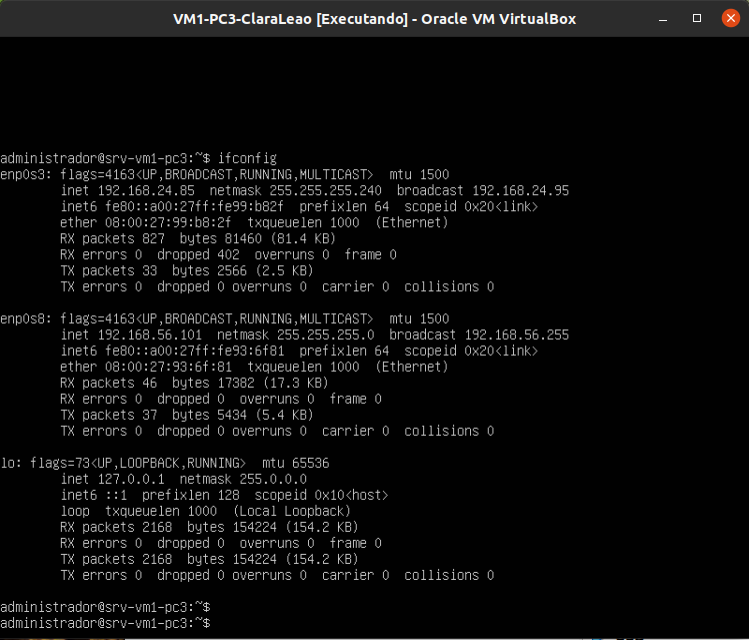 VM1-PC3-ClaraLeao [Executando] - Oracle VM VirtualBox
administrador@srv-vm1-pc3:~$ ifconfig
enp0s3: flags=4163<UP,BROADCAST,RUNNING,MULTICAST>  mtu 1500
        inet 192.168.24.85  netmask 255.255.255.240  broadcast 192.168.24.95
        inet6 fe80::a00:27ff:fe99:b82f  prefixlen 64  scopeid 0x20<link>
        ether 08:00:27:99:b8:2f  txqueuelen 1000  (Ethernet)
        RX packets 827  bytes 81460 (81.4 KB)
        RX errors 0  dropped 402  overruns 0  frame 0
        TX packets 33  bytes 2566 (2.5 KB)
        TX errors 0  dropped 0 overruns 0  carrier 0  collisions 0
enp0s8: flags=4163<UP,BROADCAST,RUNNING,MULTICAST>  mtu 1500
        inet 192.168.56.101  netmask 255.255.255.0  broadcast 192.168.56.255
        inet6 fe80::a00:27ff:fe93:6f81  prefixlen 64  scopeid 0x20<link>
        ether 08:00:27:93:6f:81  txqueuelen 1000  (Ethernet)
        RX packets 46  bytes 17382 (17.3 KB)
        RX errors 0  dropped 0  overruns 0  frame 0
        TX packets 37  bytes 5434 (5.4 KB)
        TX errors 0  dropped 0 overruns 0  carrier 0  collisions 0
lo: flags=73<UP,LOOPBACK,RUNNING>  mtu 65536
        inet 127.0.0.1  netmask 255.0.0.0
        inet6 ::1  prefixlen 128  scopeid 0x10<host>
        loop  txqueuelen 1000  (Local Loopback)
        RX packets 2168  bytes 154224 (154.2 KB)
        RX errors 0  dropped 0  overruns 0  frame 0
        TX packets 2168  bytes 154224 (154.2 KB)
        TX errors 0  dropped 0 overruns 0  carrier 0  collisions 0
administrador@srv-vm1-pc3:~$
administrador@srv-vm1-pc3:~$